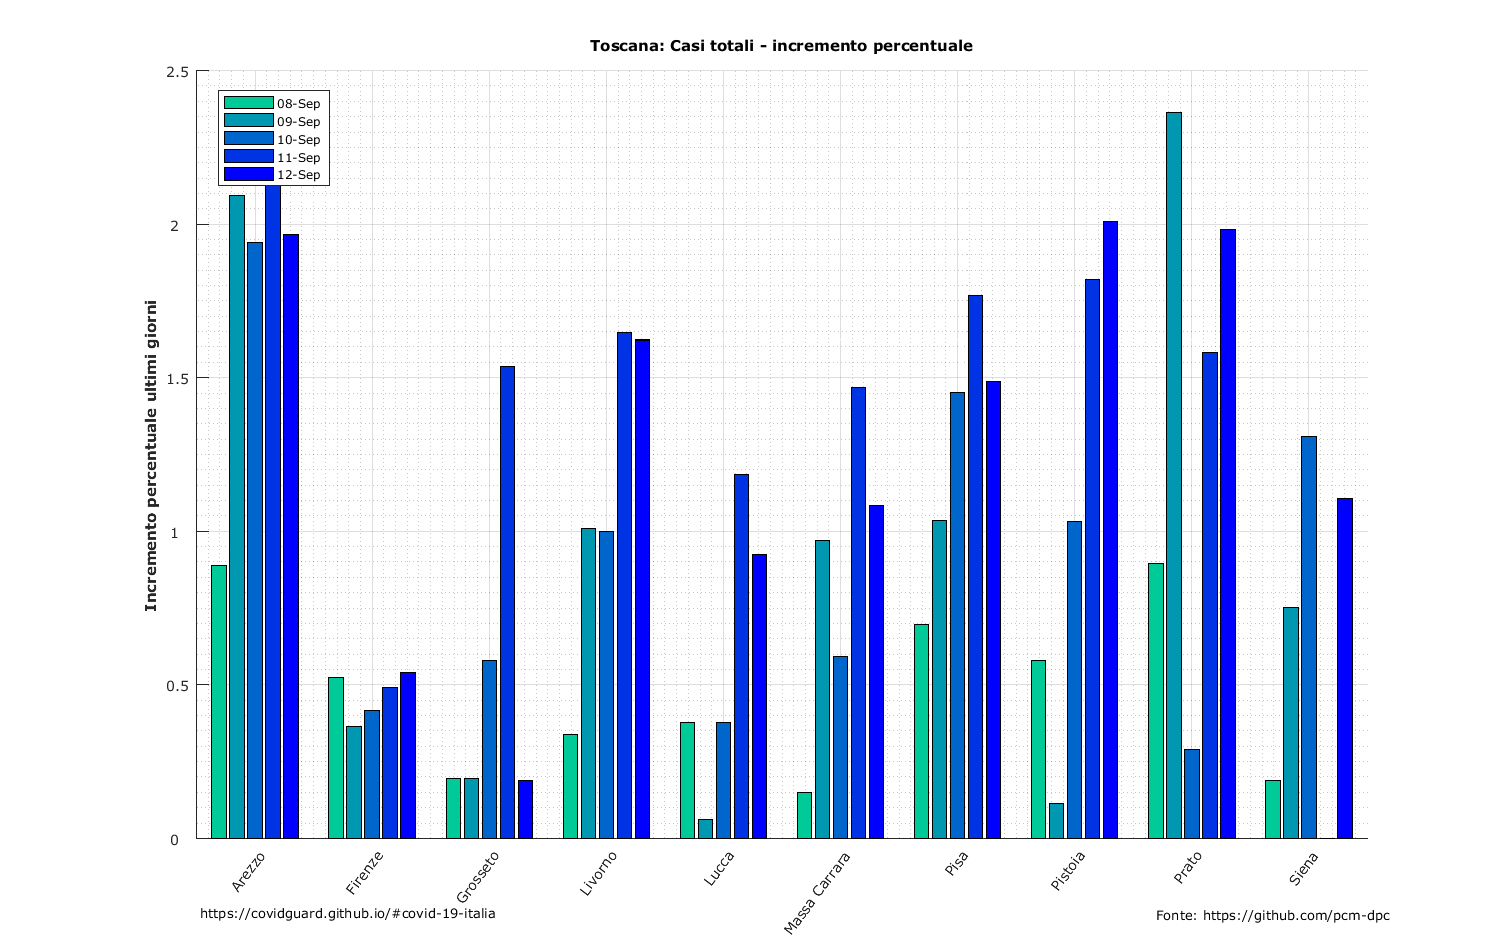 Toscana: Casi totali - incremento percentuale
Incremento percentuale ultimi giorni
2.5
2
1.5
1
0.5
0
08-Sep
09-Sep
10-Sep
11-Sep
12-Sep
Arezzo
Firenze
Grosseto
Livorno
Lucca
Massa Carrara
Pisa
Pistoia
Prato
Siena
https://covidguard.github.io/#covid-19-italia
Fonte: https://github.com/pcm-dpc